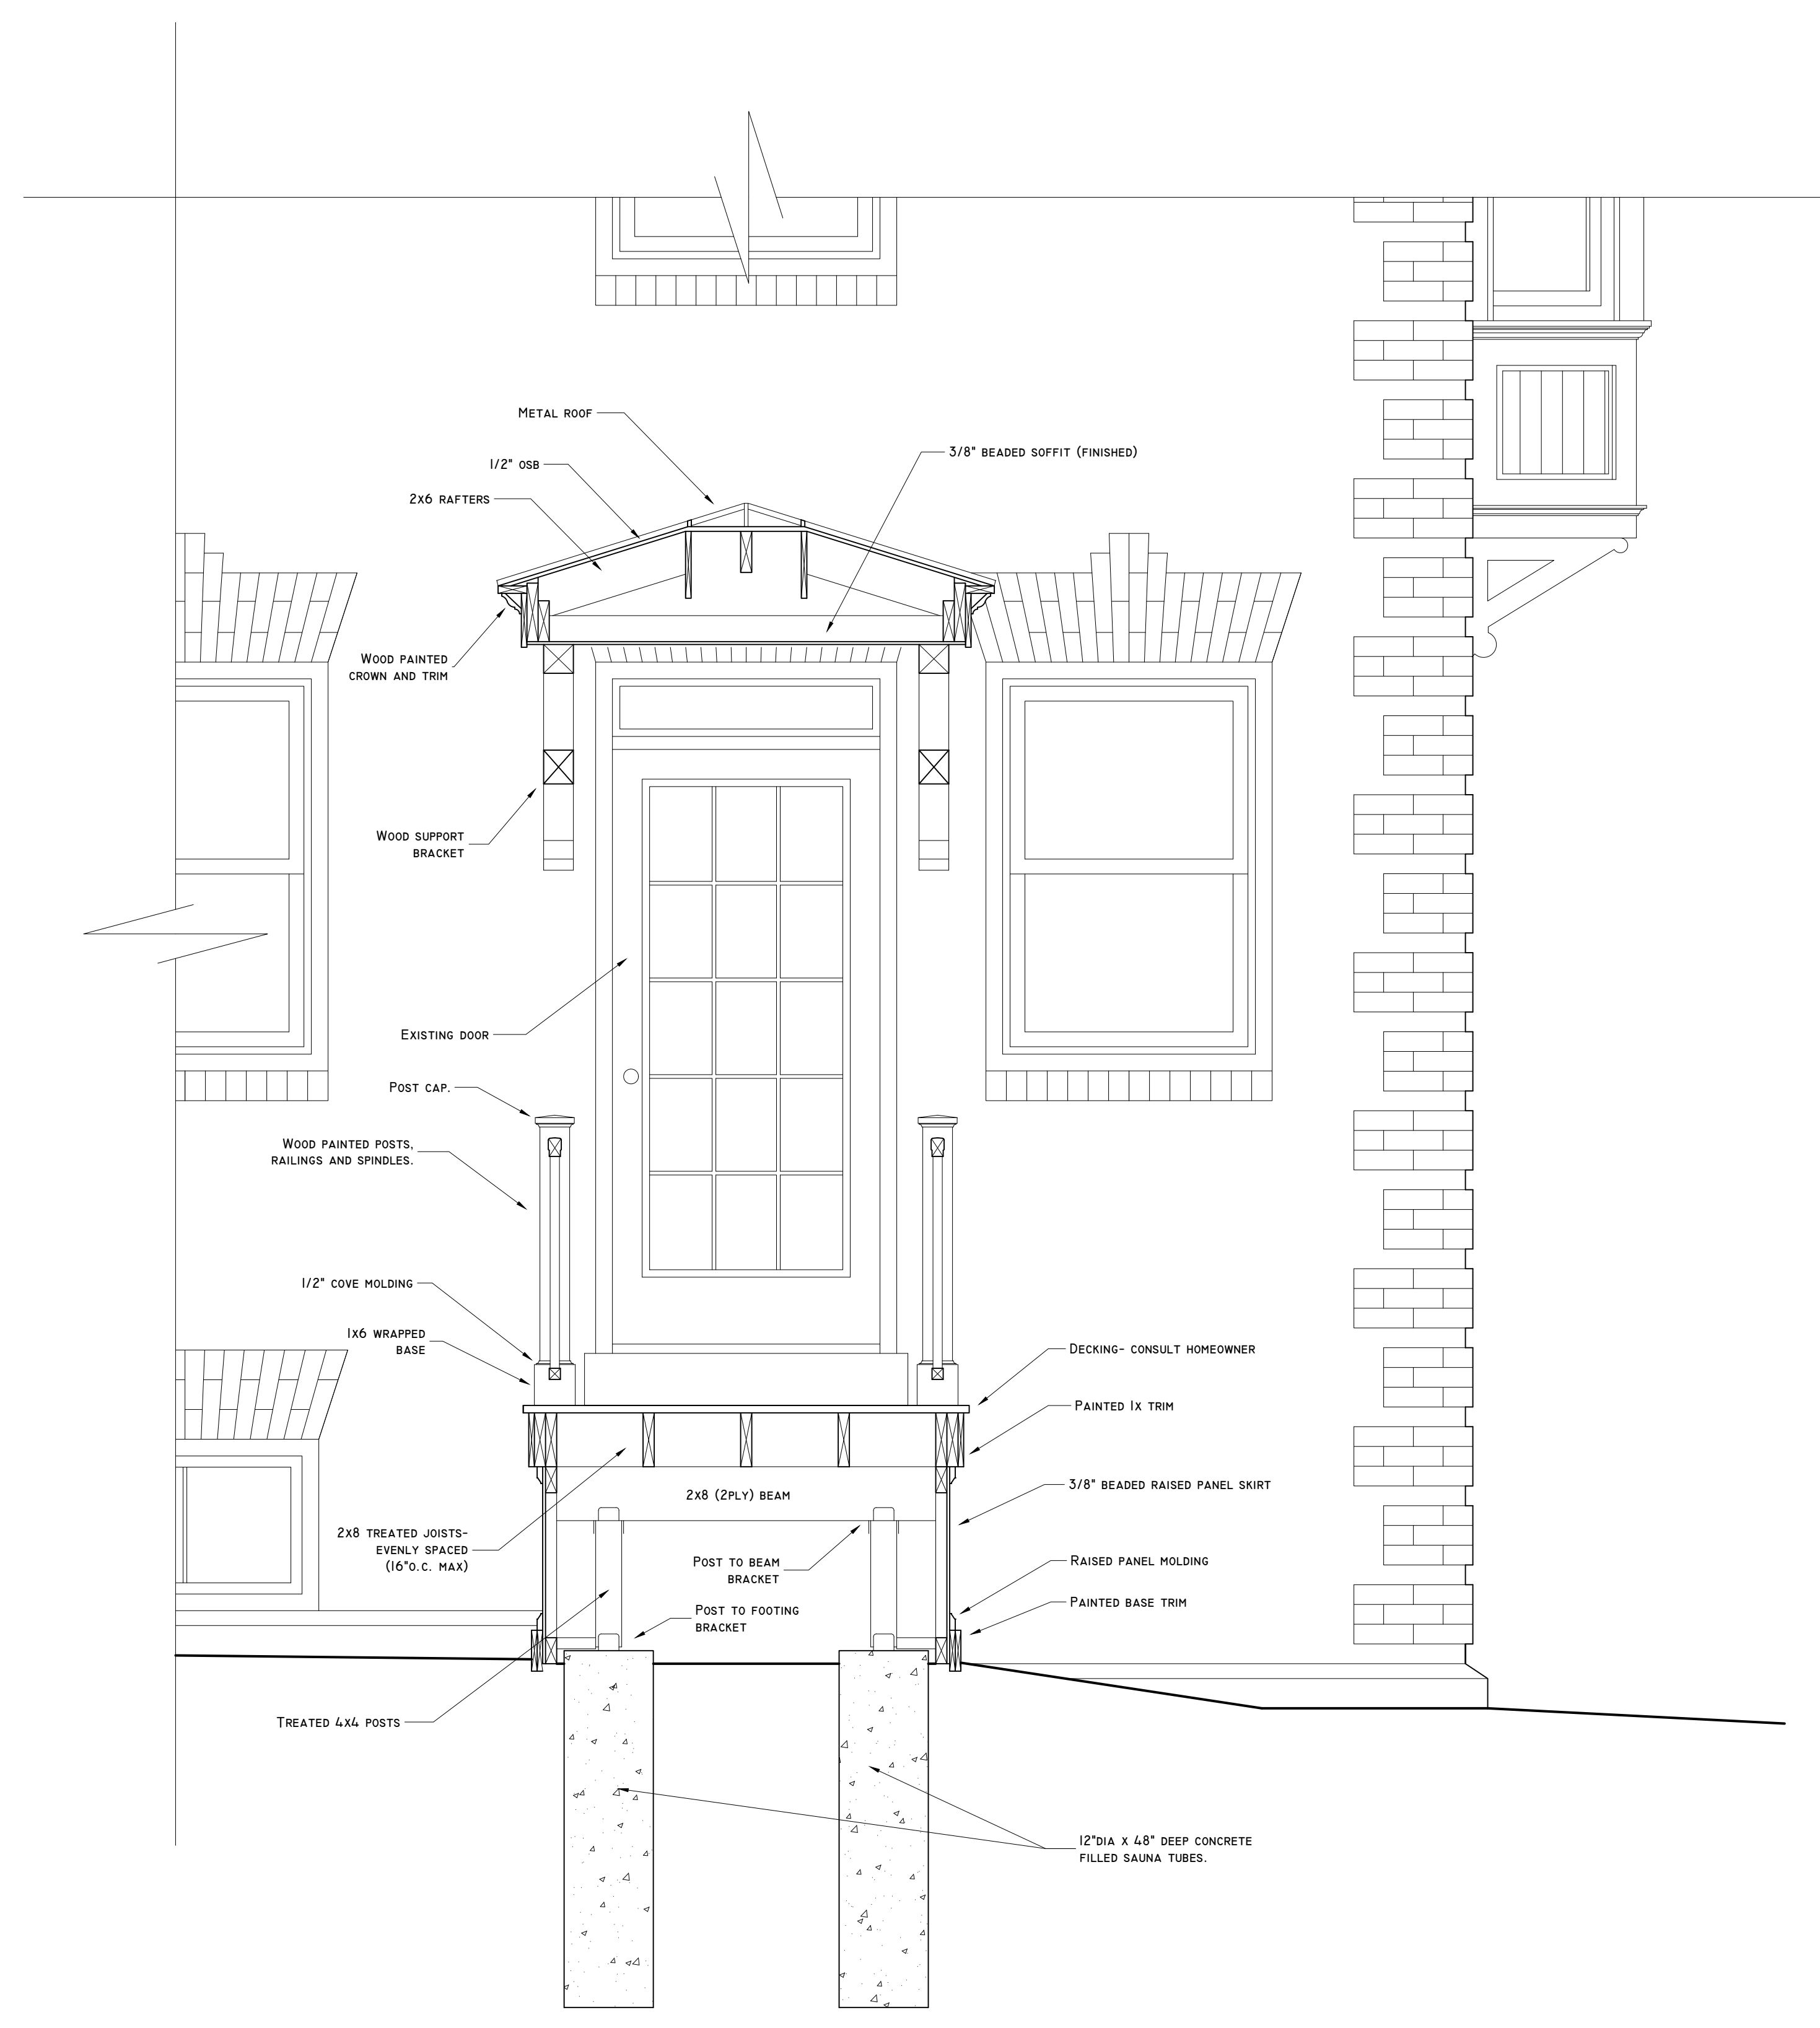 Metal roof
3/8" beaded soffit (finished)
1/2" osb
2x6 rafters
Wood painted
crown and trim
Wood support
bracket
Existing door
Post cap.
Wood painted posts,
railings and spindles.
1/2" cove molding
1x6 wrapped
base
Decking- consult homeowner
Painted 1x trim
3/8" beaded raised panel skirt
2x8 (2ply) beam
2x8 treated joists-
evenly spaced
(16"o.c. max)
Post to beam
bracket
Raised panel molding
Post to footing
bracket
Painted base trim
Treated 4x4 posts
12"dia x 48" deep concrete
filled sauna tubes.